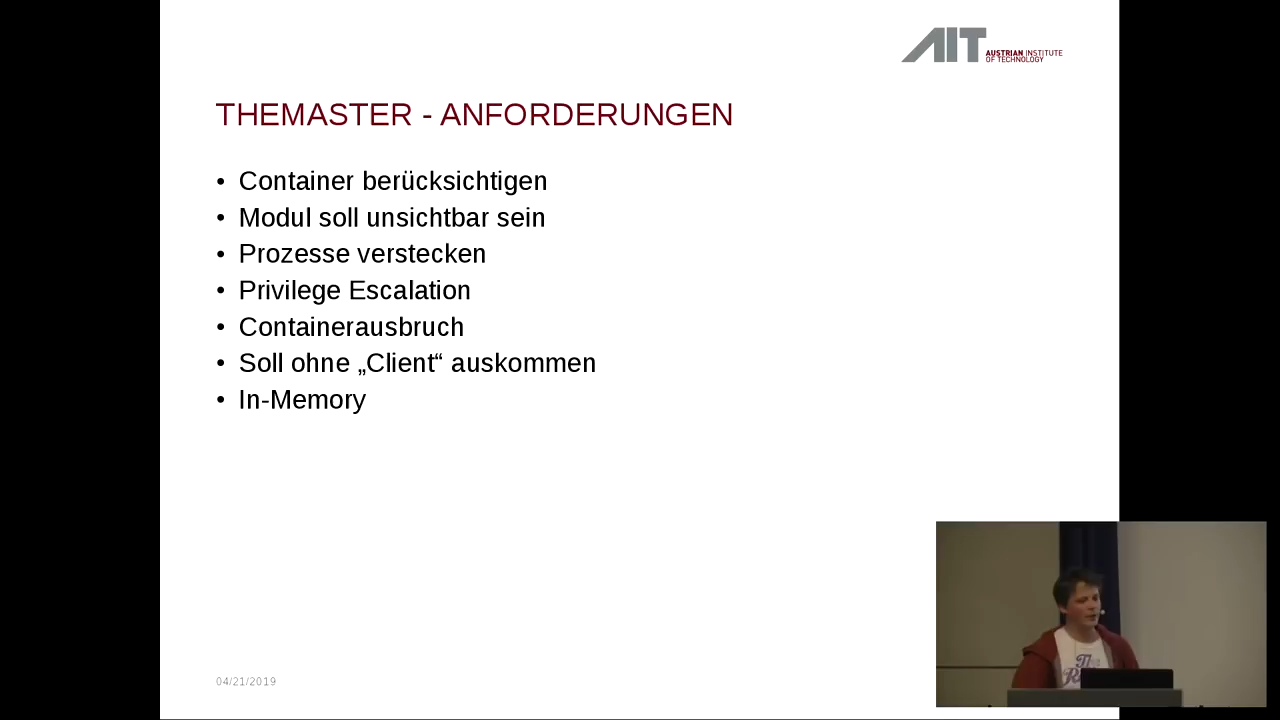 AIT AUSTRIAN INSTITUTE
OF TECHNOLOGY
THEMASTER - ANFORDERUNGEN
• Container berücksichtigen
• Modul soll unsichtbar sein
• Prozesse verstecken
• Privilege Escalation
• Containerausbruch
• Soll ohne „Client“ auskommen
• In-Memory
04/21/2019
The